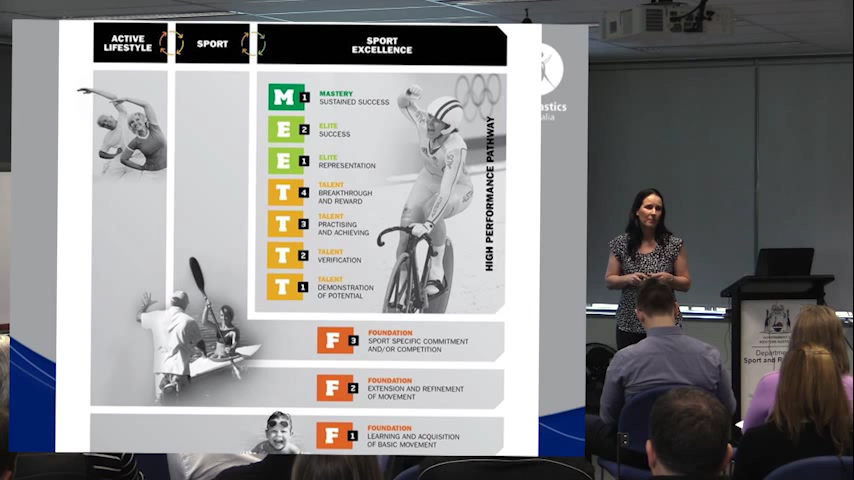 ACTIVE
LIFESTYLE
SPORT
SPORT
EXCELLENCE
M 1
MASTERY
SUSTAINED SUCCESS
E 2
ELITE
SUCCESS
E 1
ELITE
REPRESENTATION
T 4
TALENT
BREAKTHROUGH
AND REWARD
T 3
TALENT
PRACTISING
AND ACHIEVING
T 2
TALENT
VERIFICATION
T 1
TALENT
DEMONSTRATION
OF POTENTIAL
HIGH PERFORMANCE PATHWAY
F 3
FOUNDATION
SPORT SPECIFIC COMMITMENT
AND/OR COMPETITION
F 2
FOUNDATION
EXTENSION AND REFINEMENT
OF MOVEMENT
F 1
FOUNDATION
LEARNING AND ACQUISITION
OF BASIC MOVEMENT
Sport and